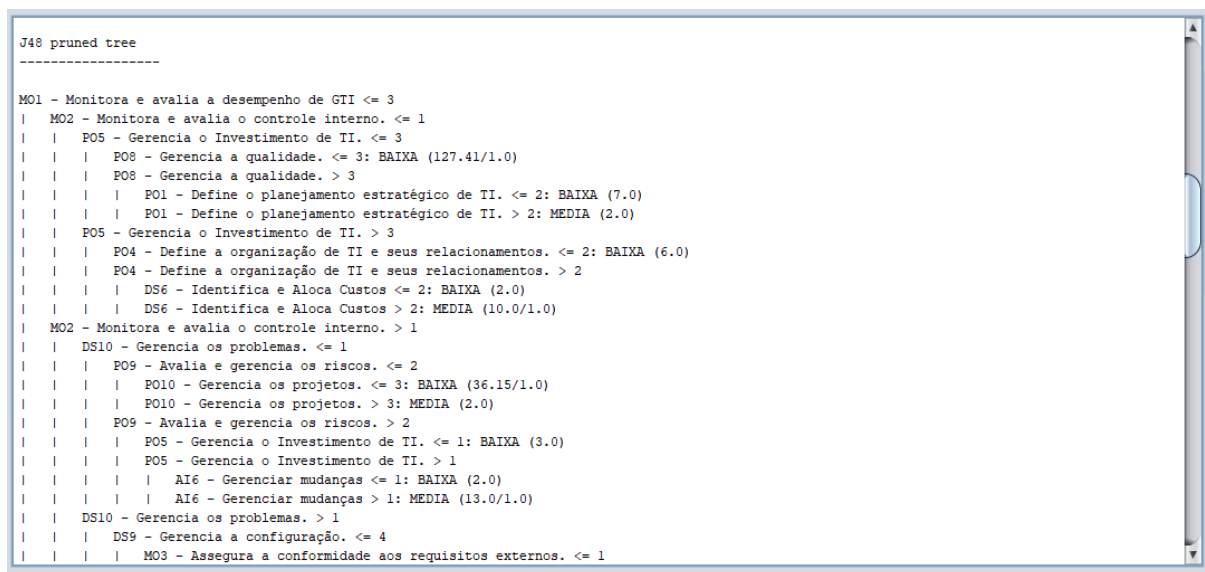 J48 pruned tree
------------------
MO1 - Monitora e avalia a desempenho de GTI <= 3
|   MO2 - Monitora e avalia o controle interno. <= 1
|   |   PO5 - Gerencia o Investimento de TI. <= 3
|   |   |   PO8 - Gerencia a qualidade. <= 3: BAIXA (127.41/1.0)
|   |   |   PO8 - Gerencia a qualidade. > 3
|   |   |   |   PO1 - Define o planejamento estratégico de TI. <= 2: BAIXA (7.0)
|   |   |   |   PO1 - Define o planejamento estratégico de TI. > 2: MEDIA (2.0)
|   |   PO5 - Gerencia o Investimento de TI. > 3
|   |   |   PO4 - Define a organização de TI e seus relacionamentos. <= 2: BAIXA (6.0)
|   |   |   PO4 - Define a organização de TI e seus relacionamentos. > 2
|   |   |   |   DS6 - Identifica e Aloca Custos <= 2: BAIXA (2.0)
|   |   |   |   DS6 - Identifica e Aloca Custos > 2: MEDIA (10.0/1.0)
|   MO2 - Monitora e avalia o controle interno. > 1
|   |   DS10 - Gerencia os problemas. <= 1
|   |   |   PO9 - Avalia e gerencia os riscos. <= 2
|   |   |   |   PO10 - Gerencia os projetos. <= 3: BAIXA (36.15/1.0)
|   |   |   |   PO10 - Gerencia os projetos. > 3: MEDIA (2.0)
|   |   |   PO9 - Avalia e gerencia os riscos. > 2
|   |   |   |   PO5 - Gerencia o Investimento de TI. <= 1: BAIXA (3.0)
|   |   |   |   PO5 - Gerencia o Investimento de TI. > 1
|   |   |   |   |   AI6 - Gerenciar mudanças <= 1: BAIXA (2.0)
|   |   |   |   |   AI6 - Gerenciar mudanças > 1: MEDIA (13.0/1.0)
|   |   DS10 - Gerencia os problemas. > 1
|   |   |   DS9 - Gerencia a configuração. <= 4
|   |   |   |   MO3 - Assegura a conformidade aos requisitos externos. <= 1